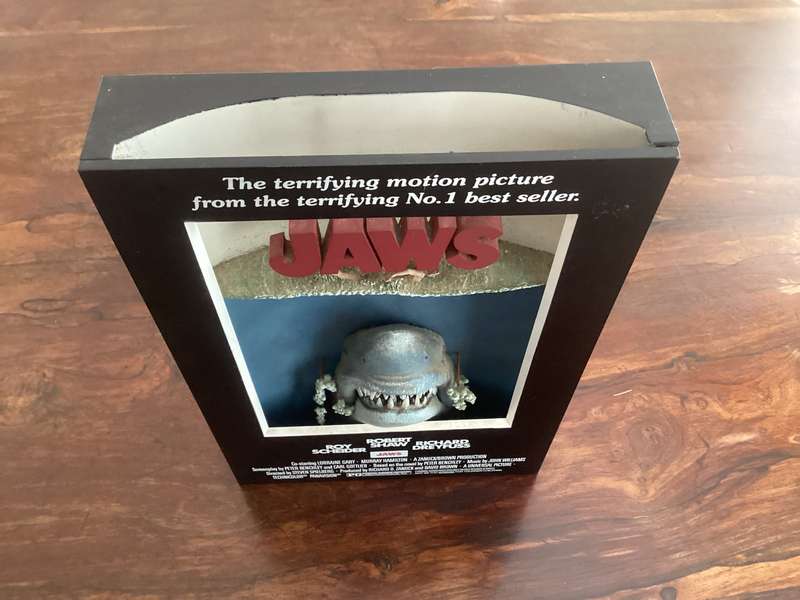 The terrifying motion picture
from the terrifying No. 1 best seller.
JAWS
ROY SCHEIDER
ROBERT SHAW
RICHARD DREYFUSS
JAWS
Co-starring LORRAINE GARY · MURRAY HAMILTON · A ZANUCK/BROWN PRODUCTION
Screenplay by PETER BENCHLEY and CARL GOTTLIEB · Based on the novel by PETER BENCHLEY · Music by JOHN WILLIAMS
Directed by STEVEN SPIELBERG · Produced by RICHARD D. ZANUCK and DAVID BROWN · A UNIVERSAL PICTURE ·
TECHNICOLOR® PANAVISION®
PG